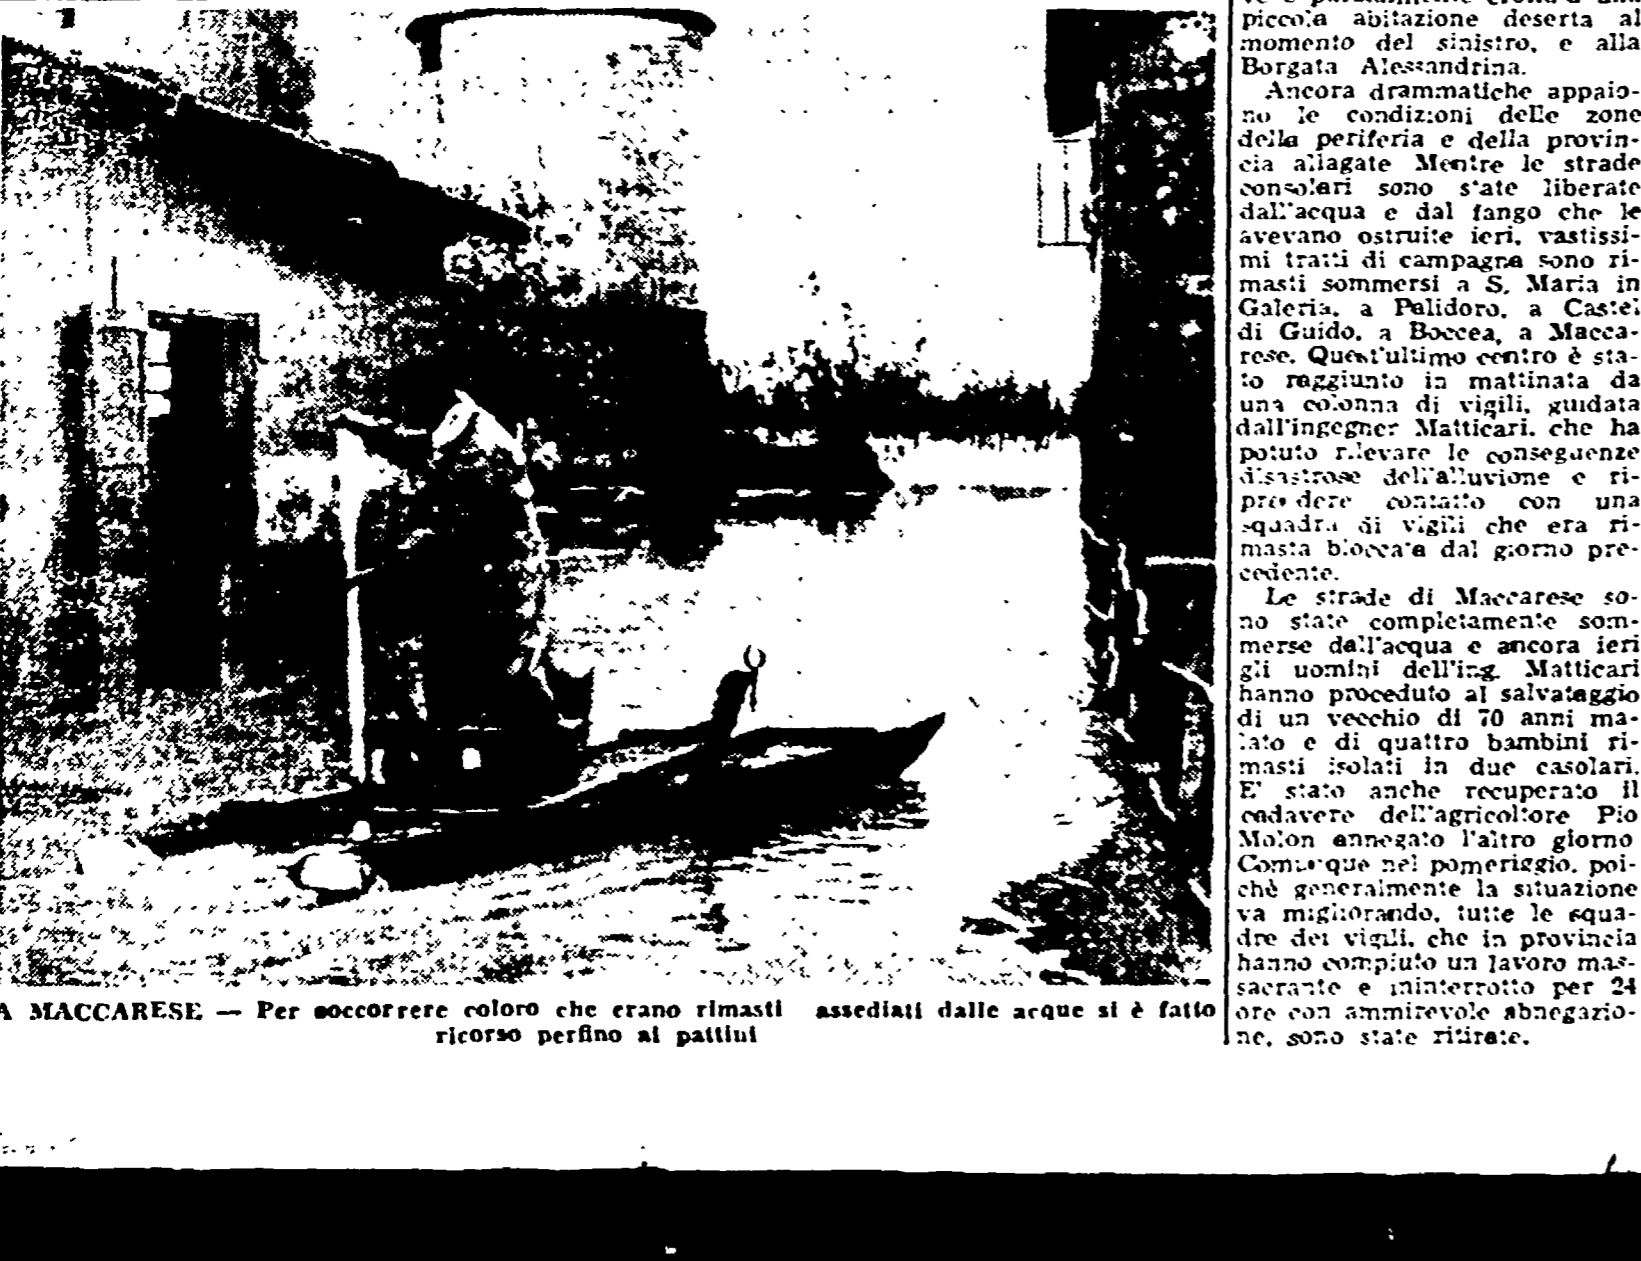 A MACCARESE — Per soccorrere coloro che erano rimasti assediati dalle acque si è fatto
ricorso perfino ai pattini
piccola abitazione deserta al
momento del sinistro, e alla
Borgata Alessandrina.
Ancora drammatiche appaio-
no le condizioni delle zone
della periferia e della provin-
cia allagate Mentre le strade
consolari sono state liberate
dall'acqua e dal fango che le
avevano ostruite ieri, vastissi-
mi tratti di campagna sono ri-
masti sommersi a S. Maria in
Galeria, a Palidoro, a Castel
di Guido, a Boccea, a Macca-
rese. Quest'ultimo centro è sta-
to raggiunto in mattinata da
una colonna di vigili, guidata
dall'ingegner Matticari, che ha
potuto rilevare le conseguenze
disastrose dell'alluvione e ri-
prendere contatto con una
squadra di vigili che era ri-
masta bloccata dal giorno pre-
cedente.
Le strade di Maccarese so-
no state completamente som-
merse dall'acqua e ancora ieri
gli uomini dell'ing. Matticari
hanno proceduto al salvataggio
di un vecchio di 70 anni ma-
lato e di quattro bambini ri-
masti isolati in due casolari.
E' stato anche recuperato il
cadavere dell'agricoltore Pio
Molon annegato l'altro giorno
Comunque nel pomeriggio, poi-
chè generalmente la situazione
va migliorando, tutte le squa-
dre dei vigili, che in provincia
hanno compiuto un lavoro mas-
sacrante e ininterrotto per 24
ore con ammirevole abnegazio-
ne, sono state ritirate.